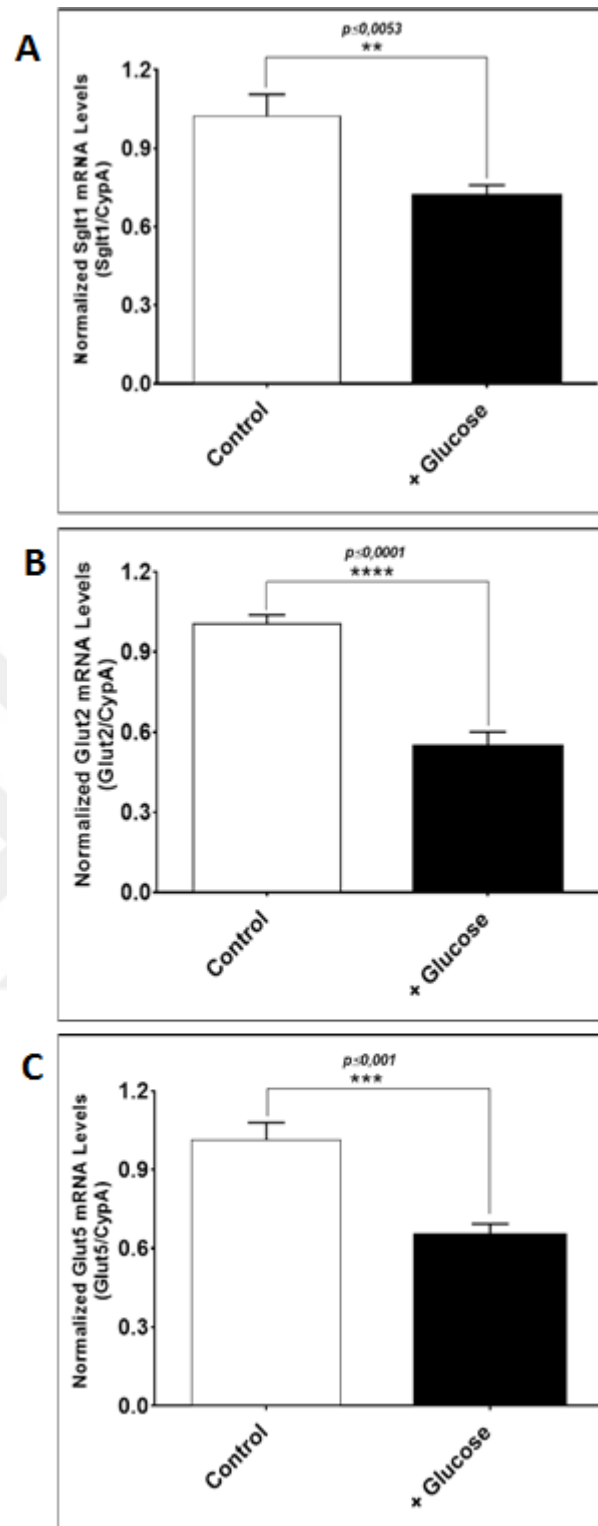 A
p≤0,0053
**
Normalized Sglt1 mRNA Levels
(Sglt1/CypA)
1.2
0.9
0.6
0.3
0.0
Control
+ Glucose
B
p≤0,0001
****
Normalized Glut2 mRNA Levels
(Glut2/CypA)
1.2
0.9
0.6
0.3
0.0
Control
+ Glucose
C
p≤0,001
***
Normalized Glut5 mRNA Levels
(Glut5/CypA)
1.2
0.9
0.6
0.3
0.0
Control
+ Glucose